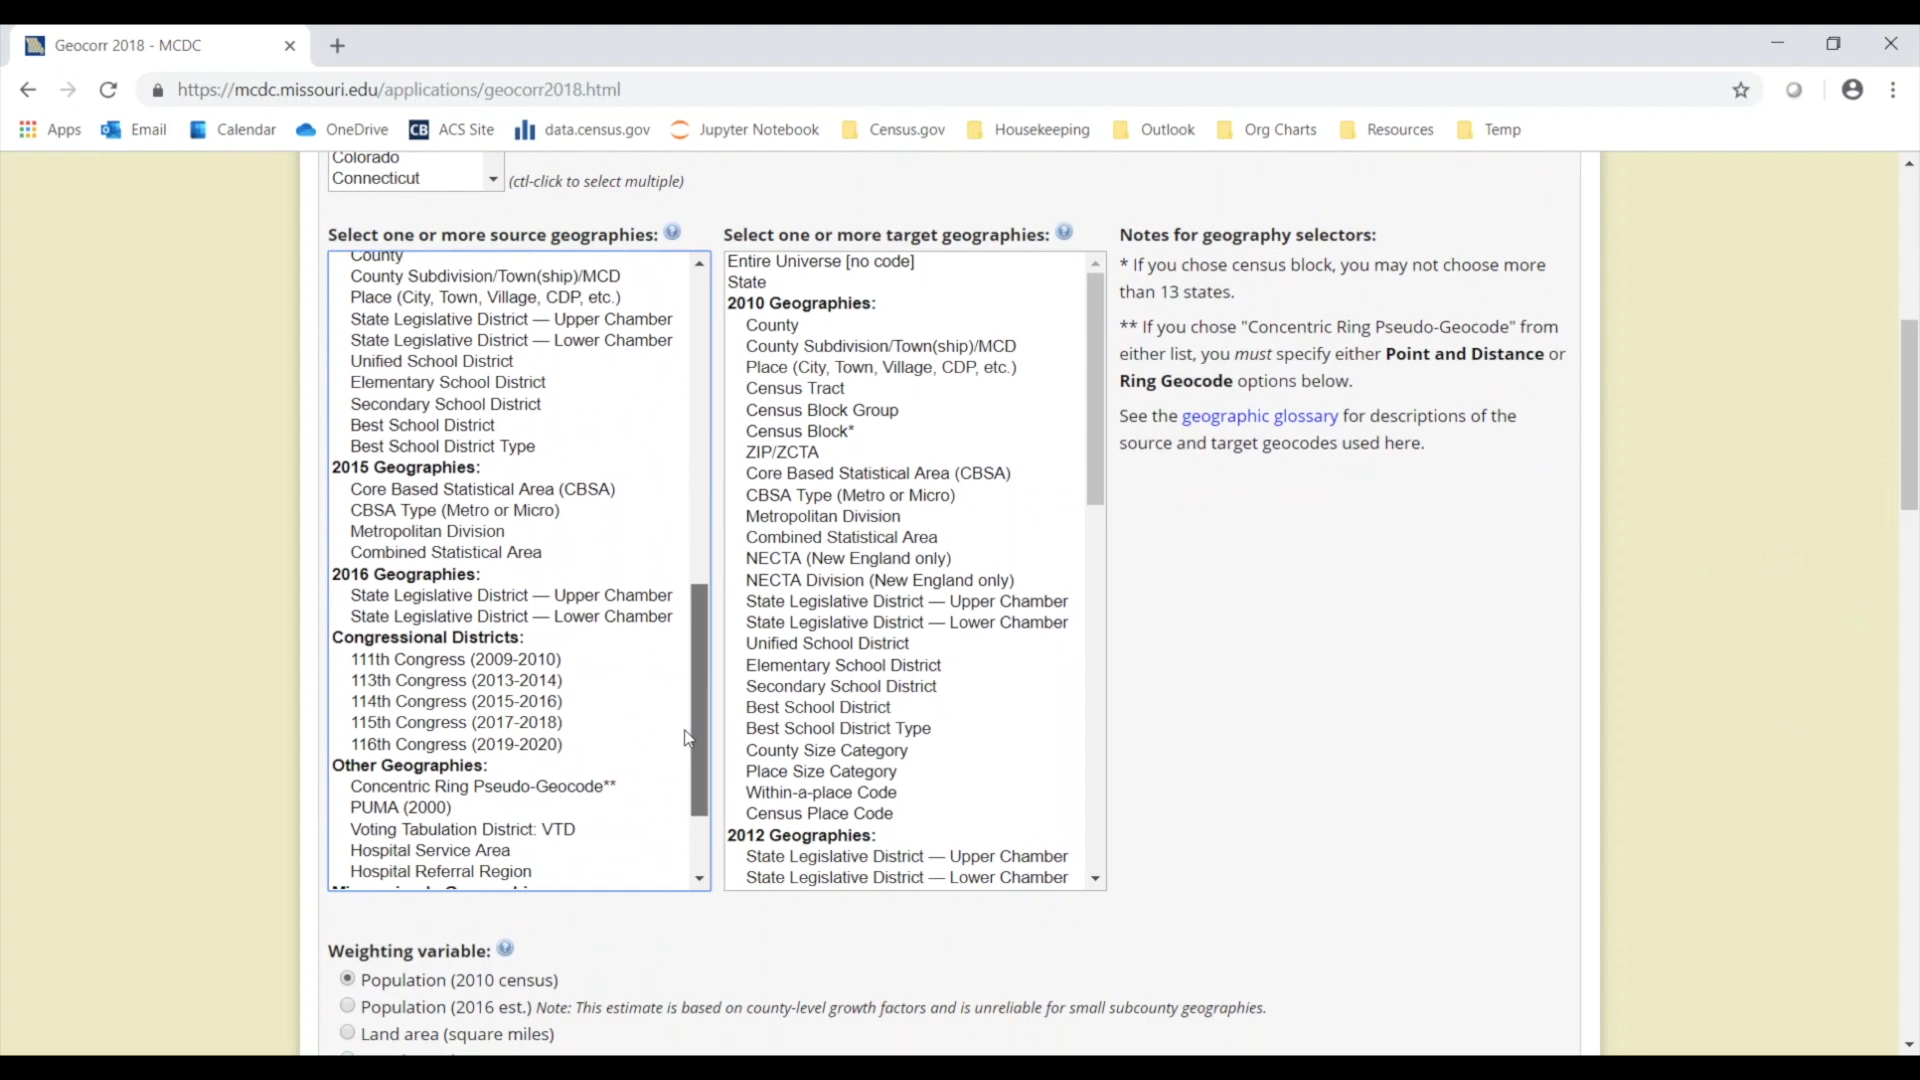 Geocorr 2018 - MCDC
https://mcdc.missouri.edu/applications/geocorr2018.html
Apps Email Calendar OneDrive CB ACS Site data.census.gov Jupyter Notebook Census.gov Housekeeping Outlook Org Charts Resources Temp
Colorado
Connecticut
(ctl-click to select multiple)
Select one or more source geographies:
County
County Subdivision/Town(ship)/MCD
Place (City, Town, Village, CDP, etc.)
State Legislative District — Upper Chamber
State Legislative District — Lower Chamber
Unified School District
Elementary School District
Secondary School District
Best School District
Best School District Type
2015 Geographies:
Core Based Statistical Area (CBSA)
CBSA Type (Metro or Micro)
Metropolitan Division
Combined Statistical Area
2016 Geographies:
State Legislative District — Upper Chamber
State Legislative District — Lower Chamber
Congressional Districts:
111th Congress (2009-2010)
113th Congress (2013-2014)
114th Congress (2015-2016)
115th Congress (2017-2018)
116th Congress (2019-2020)
Other Geographies:
Concentric Ring Pseudo-Geocode**
PUMA (2000)
Voting Tabulation District: VTD
Hospital Service Area
Hospital Referral Region
Select one or more target geographies:
Entire Universe [no code]
State
2010 Geographies:
County
County Subdivision/Town(ship)/MCD
Place (City, Town, Village, CDP, etc.)
Census Tract
Census Block Group
Census Block*
ZIP/ZCTA
Core Based Statistical Area (CBSA)
CBSA Type (Metro or Micro)
Metropolitan Division
Combined Statistical Area
NECTA (New England only)
NECTA Division (New England only)
State Legislative District — Upper Chamber
State Legislative District — Lower Chamber
Unified School District
Elementary School District
Secondary School District
Best School District
Best School District Type
County Size Category
Place Size Category
Within-a-place Code
Census Place Code
2012 Geographies:
State Legislative District — Upper Chamber
State Legislative District — Lower Chamber
Notes for geography selectors:
* If you chose census block, you may not choose more
than 13 states.
** If you chose "Concentric Ring Pseudo-Geocode" from
either list, you must specify either Point and Distance or
Ring Geocode options below.
See the geographic glossary for descriptions of the
source and target geocodes used here.
Weighting variable:
Population (2010 census)
Population (2016 est.) Note: This estimate is based on county-level growth factors and is unreliable for small subcounty geographies.
Land area (square miles)